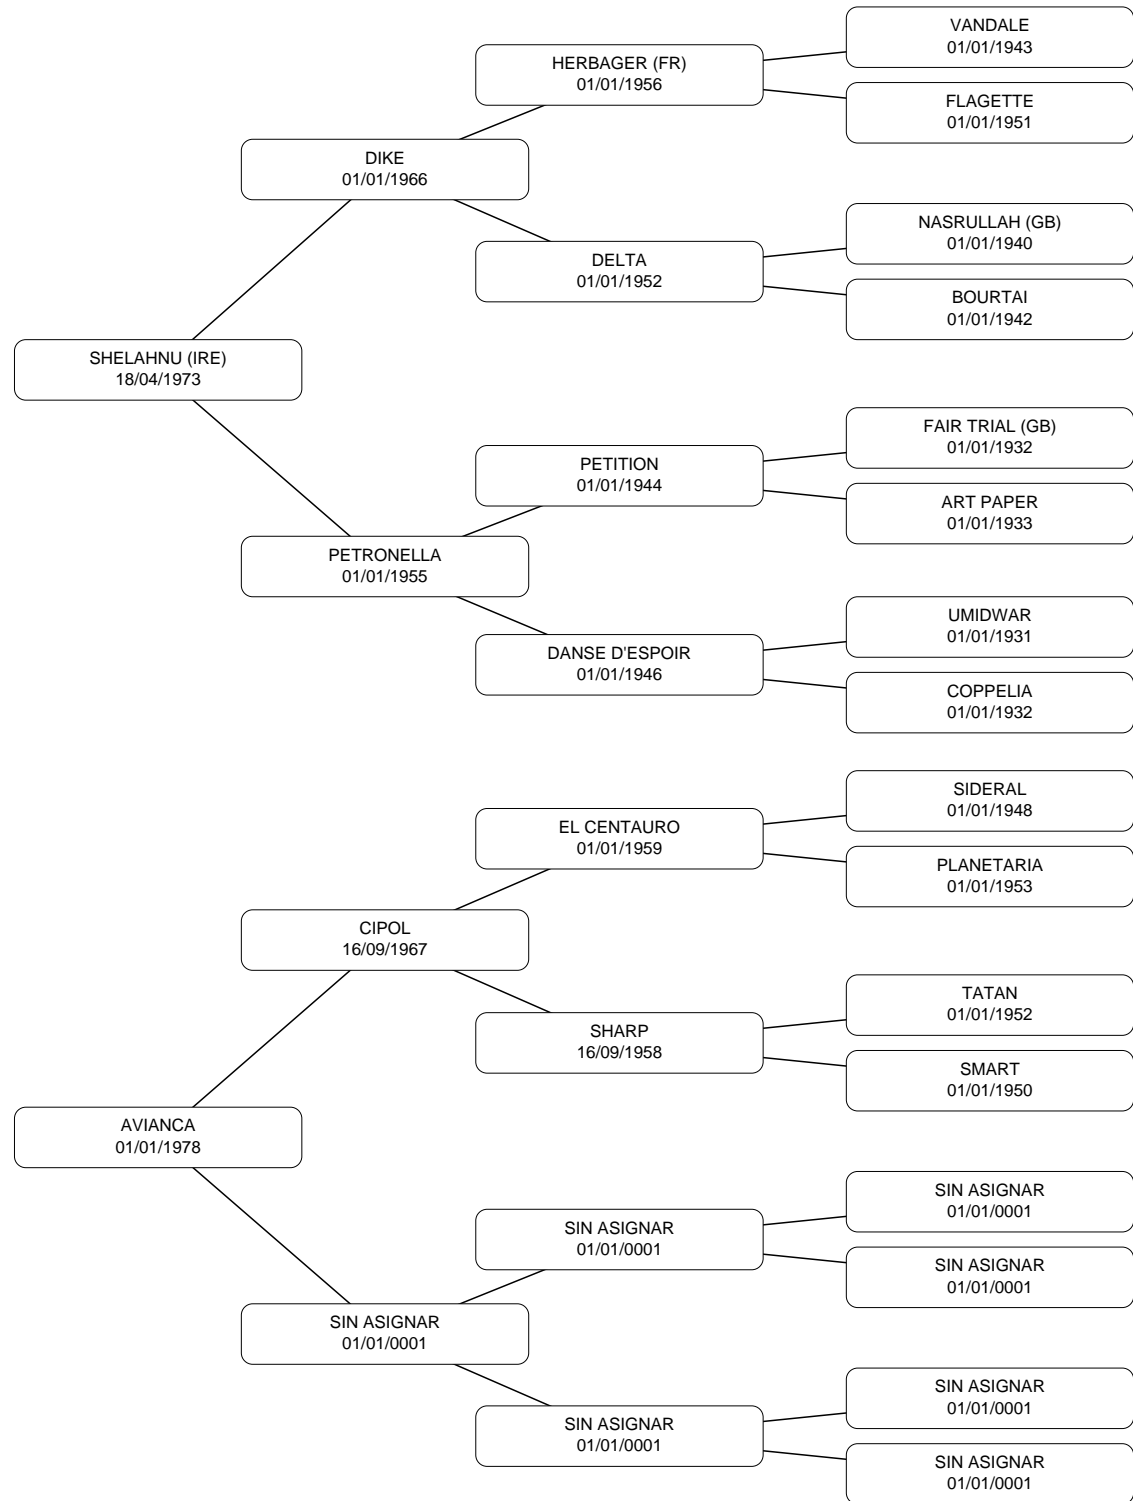 VANDALE
01/01/1943
HERBAGER (FR)
01/01/1956
FLAGETTE
01/01/1951
DIKE
01/01/1966
NASRULLAH (GB)
01/01/1940
DELTA
01/01/1952
BOURTAI
01/01/1942
SHELAHNU (IRE)
18/04/1973
FAIR TRIAL (GB)
01/01/1932
PETITION
01/01/1944
ART PAPER
01/01/1933
PETRONELLA
01/01/1955
UMIDWAR
01/01/1931
DANSE D'ESPOIR
01/01/1946
COPPELIA
01/01/1932
SIDERAL
01/01/1948
EL CENTAURO
01/01/1959
PLANETARIA
01/01/1953
CIPOL
16/09/1967
TATAN
01/01/1952
SHARP
16/09/1958
SMART
01/01/1950
AVIANCA
01/01/1978
SIN ASIGNAR
01/01/0001
SIN ASIGNAR
01/01/0001
SIN ASIGNAR
01/01/0001
SIN ASIGNAR
01/01/0001
SIN ASIGNAR
01/01/0001
SIN ASIGNAR
01/01/0001
SIN ASIGNAR
01/01/0001